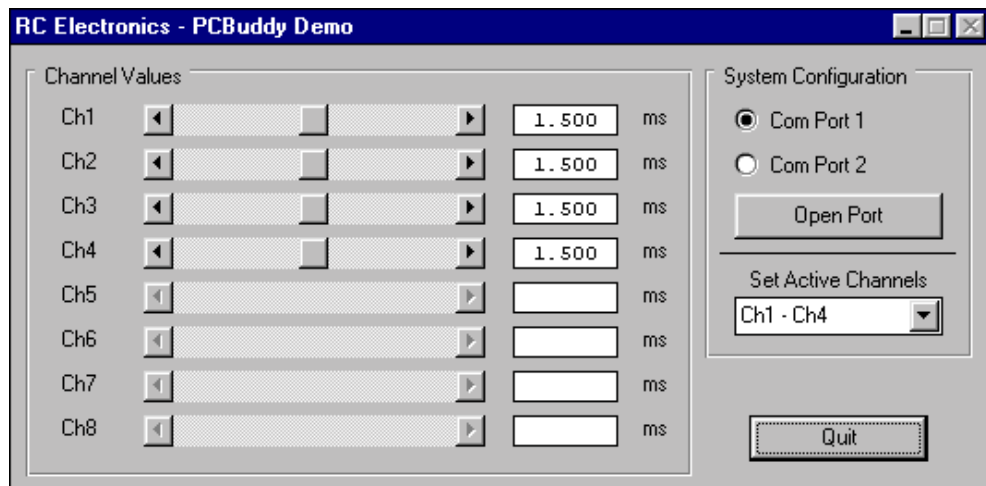 RC Electronics - PCBuddy Demo
Channel Values
Ch1 1.500 ms
Ch2 1.500 ms
Ch3 1.500 ms
Ch4 1.500 ms
Ch5 ms
Ch6 ms
Ch7 ms
Ch8 ms
System Configuration
Com Port 1
Com Port 2
Open Port
Set Active Channels
Ch1 - Ch4
Quit